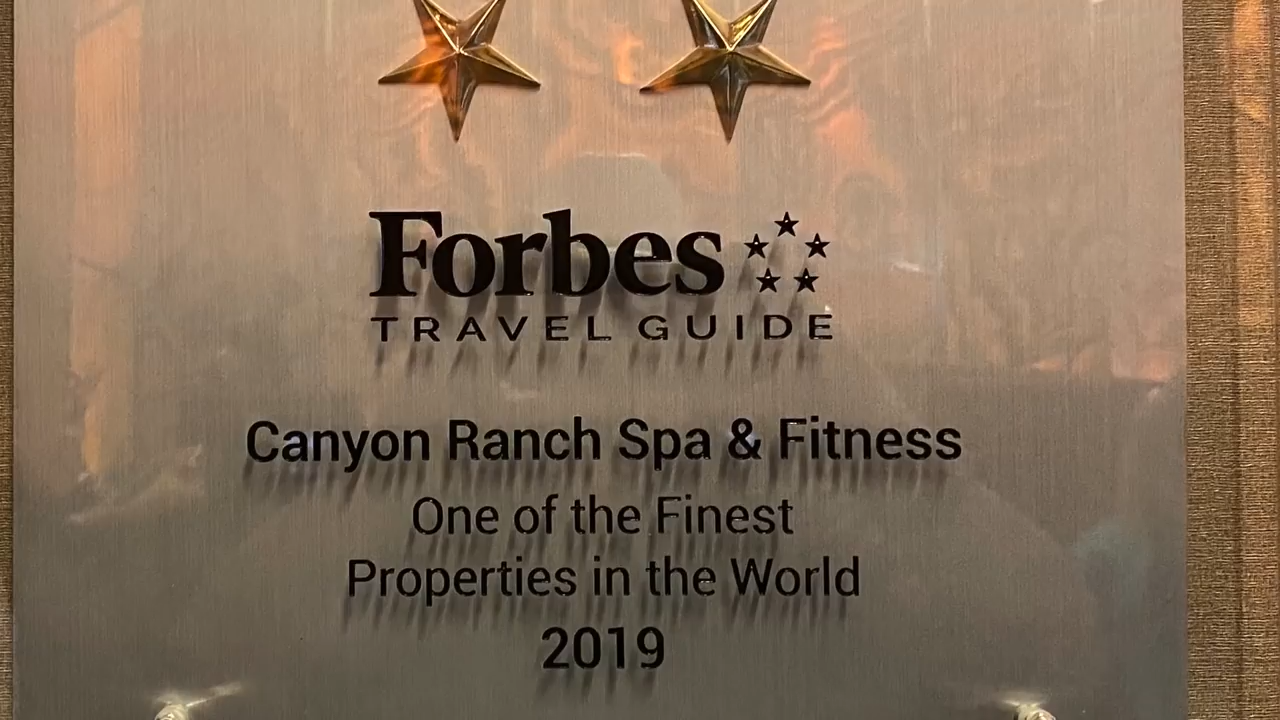 Forbes
TRAVEL GUIDE
Canyon Ranch Spa & Fitness
One of the Finest
Properties in the World
2019